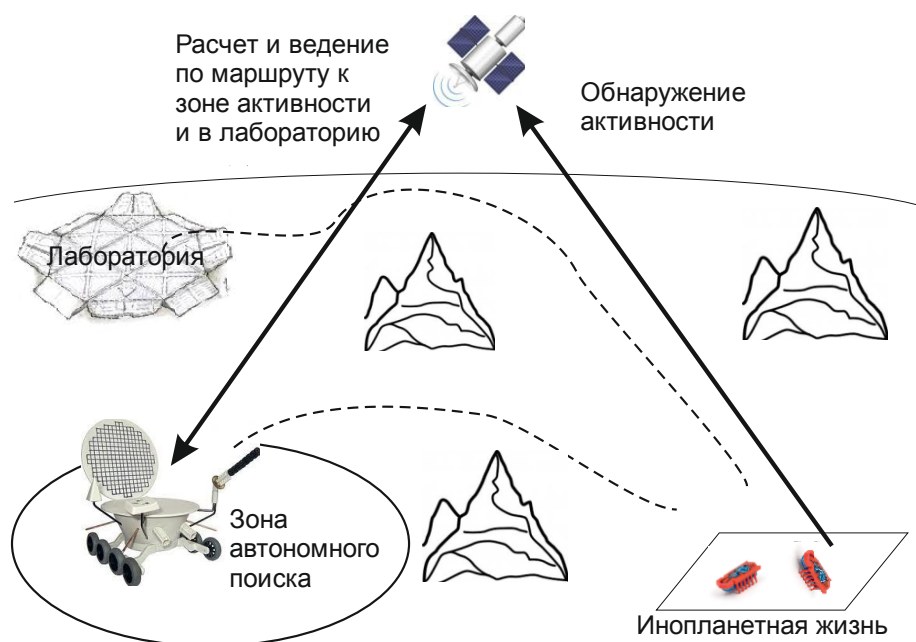 Расчет и ведение
по маршруту к
зоне активности
и в лабораторию
Обнаружение
активности
Лаборатория
Зона
автономного
поиска
Инопланетная жизнь